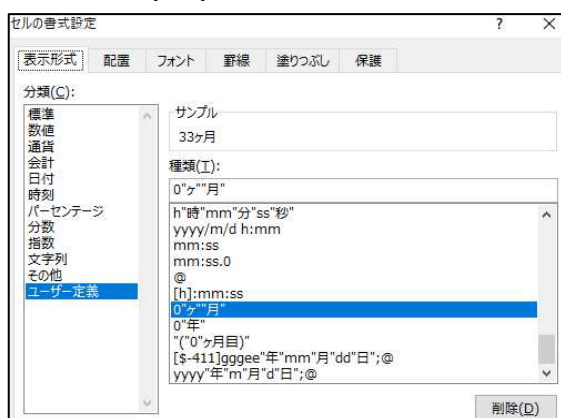 セルの書式設定 ? ×
表示形式 配置 フォント 罫線 塗りつぶし 保護
分類(C):
標準
数値
通貨
会計
日付
時刻
パーセンテージ
分数
指数
文字列
その他
ユーザー定義
サンプル
33ヶ月
種類(T):
0"ヶ""月"
h"時"mm"分"ss"秒"
yyyy/m/d h:mm
mm:ss
mm:ss.0
@
[h]:mm:ss
0"ヶ""月"
0"年"
"("0"ヶ月目)"
[$-411]ggge"年"mm"月"dd"日";@
yyyy"年"m"月"d"日";@
削除(D)